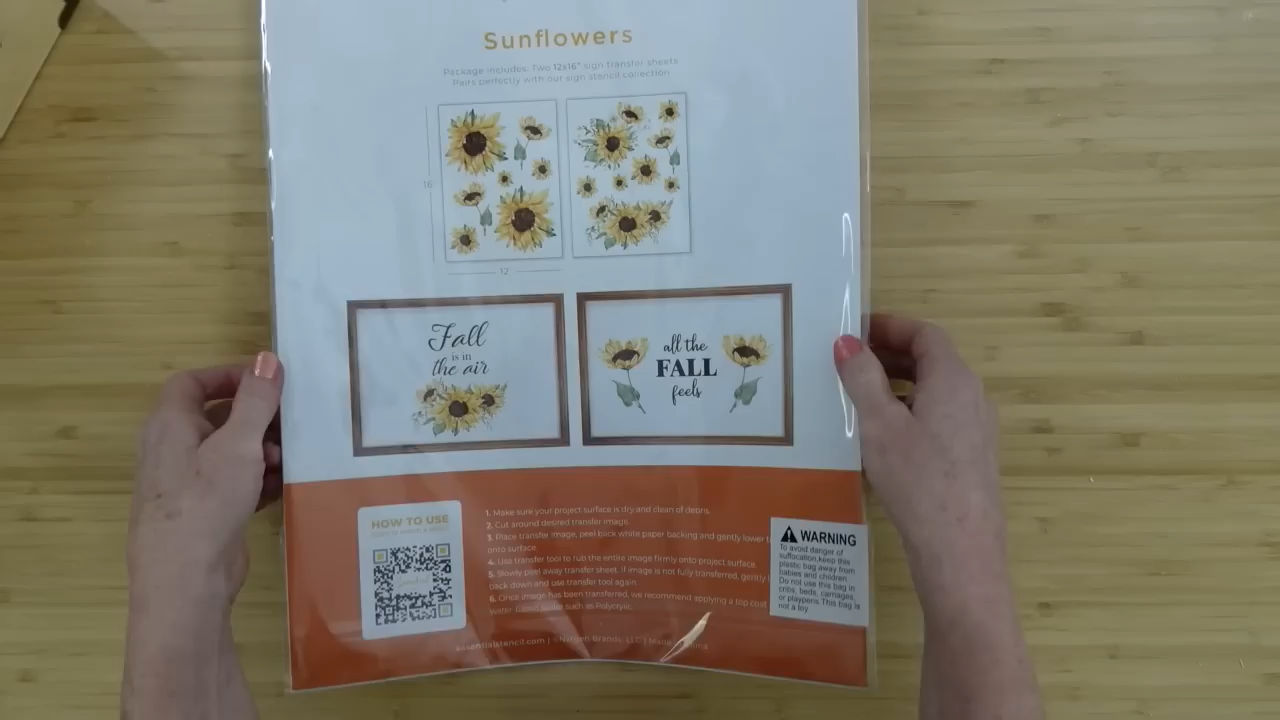 Sunflowers
Package includes: Two 12x16" sign transfer sheets
Pairs perfectly with our sign stencil collection
16"
12"
Fall
is in
the air
all the
FALL
feels
HOW TO USE
1. Make sure your project surface is dry and clean of debris.
2. Cut around desired transfer image.
3. Place transfer image, peel back white paper backing and gently lower
onto surface.
4. Use transfer tool to rub the entire image firmly onto project surface.
5. Slowly peel away transfer sheet, if image is not fully transferred, gently
back down and use transfer tool again.
6. Once image has been transferred, we recommend applying a top coat
water based such as Polycrylic.
WARNING
To avoid danger of
suffocation,keep this
plastic bag away from
babies and children
Do not use this bag in
cribs, beds, carriages,
or playpens.This bag is
not a toy
essentialstencil.com | Brands, LLC | Made